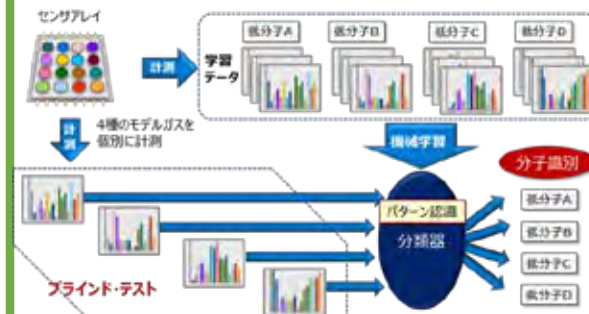 センサアレイ
計測
学習
データ
低分子A
低分子B
低分子C
低分子D
計測
4種のモデルガスを
個別に計測
機械学習
分子識別
パターン認識
分類器
低分子A
低分子B
低分子C
低分子D
ブラインド・テスト